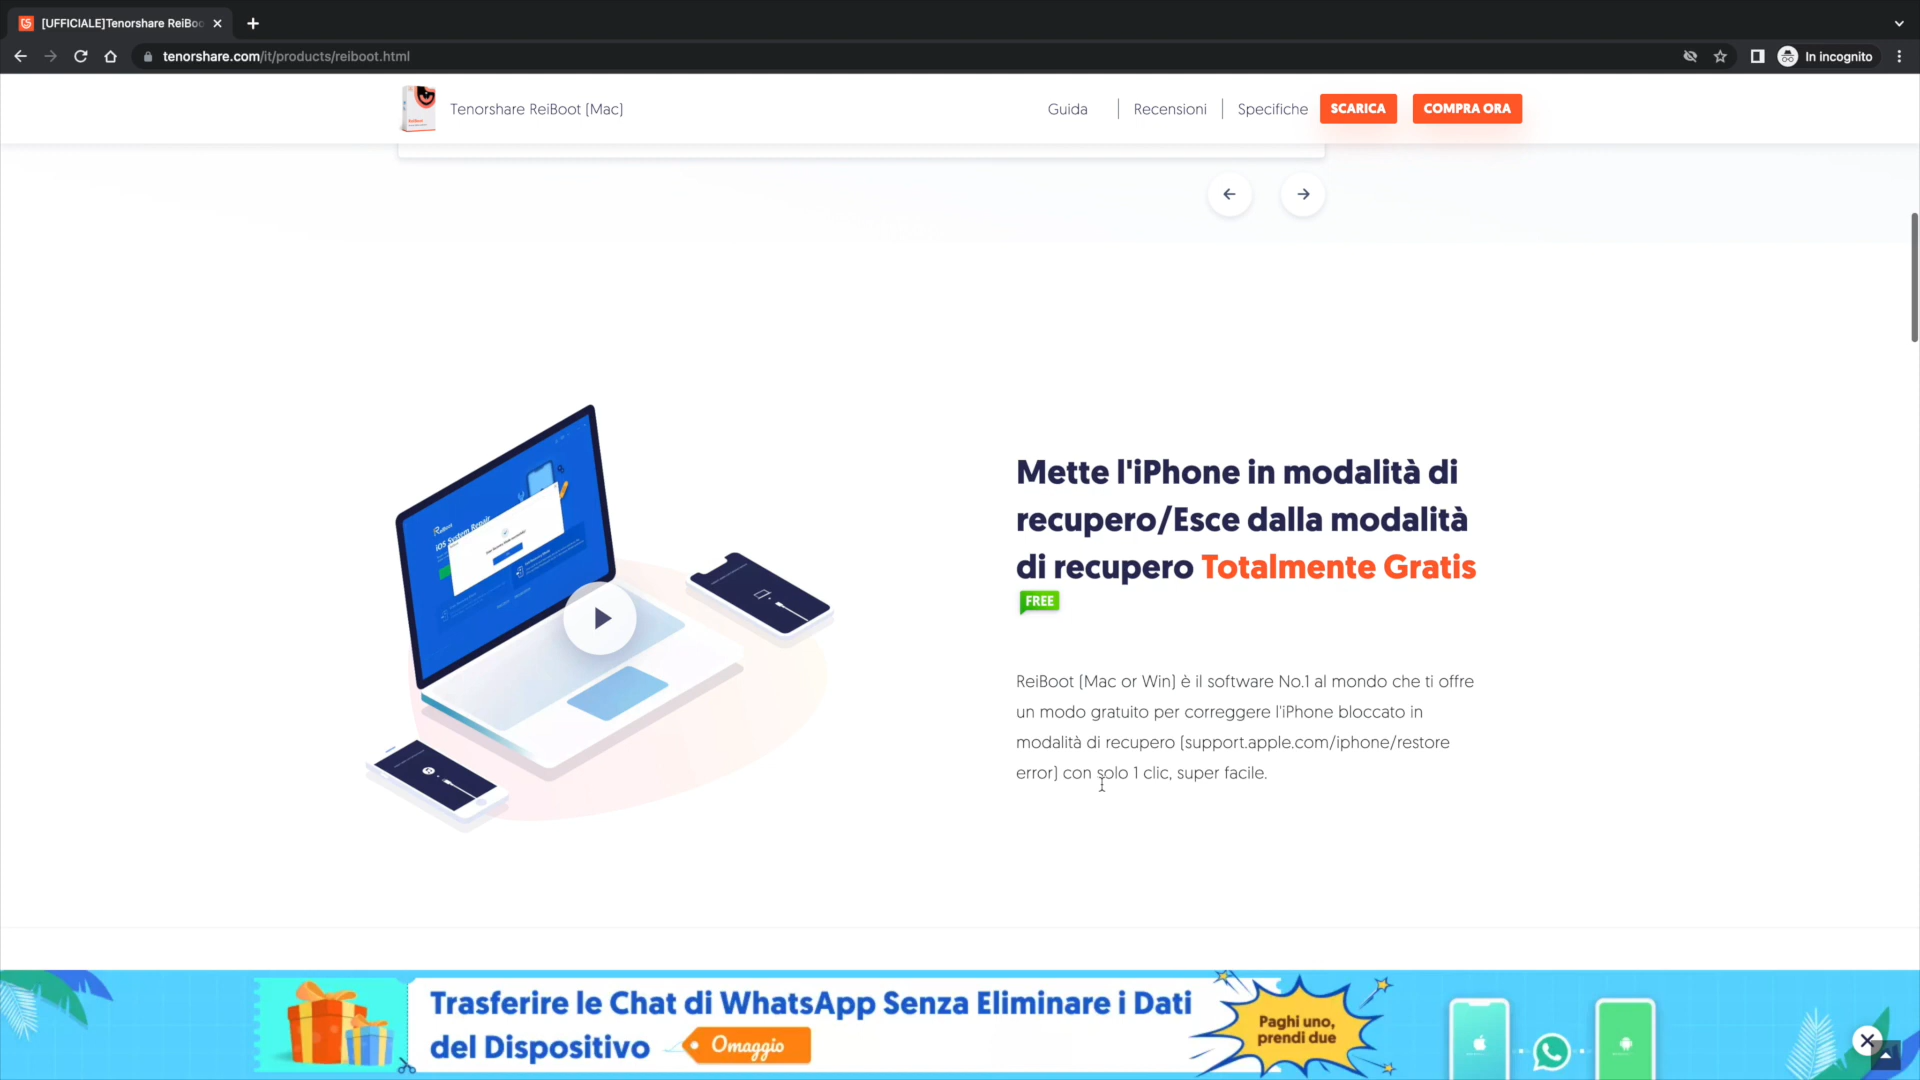 [UFFICIALE]Tenorshare ReiBoo
tenorshare.com/it/products/reiboot.html
In incognito
Tenorshare ReiBoot (Mac)
Guida
Recensioni
Specifiche
SCARICA
COMPRA ORA
ReiBoot
iOS System Repair
Mette l'iPhone in modalità di
recupero/Esce dalla modalità
di recupero Totalmente Gratis
FREE
ReiBoot (Mac or Win) è il software No.1 al mondo che ti offre
un modo gratuito per correggere l'iPhone bloccato in
modalità di recupero (support.apple.com/iphone/restore
error) con solo 1 clic, super facile.
Trasferire le Chat di WhatsApp Senza Eliminare i Dati
del Dispositivo
Omaggio
Paghi uno,
prendi due